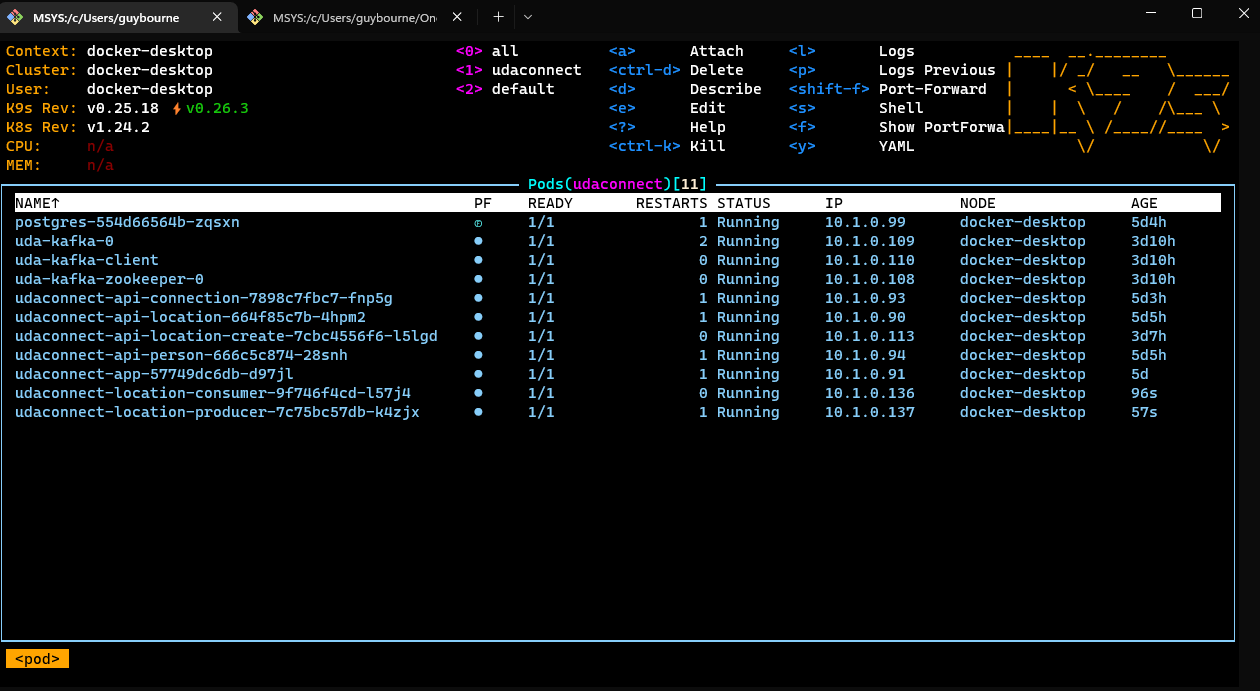 MSYS:/c/Users/guybourne MSYS:/c/Users/guybourne/On
Context: docker-desktop <0> all <a> Attach <l> Logs
Cluster: docker-desktop <1> udaconnect <ctrl-d> Delete <p> Logs Previous
User: docker-desktop <2> default <d> Describe <shift-f> Port-Forward
K9s Rev: v0.25.18 ⚡v0.26.3 <e> Edit <s> Shell
K8s Rev: v1.24.2 <?> Help <f> Show PortForwa
CPU: n/a <ctrl-k> Kill <y> YAML
MEM: n/a
Pods(udaconnect)[11]
NAME↑ PF READY RESTARTS STATUS IP NODE AGE
postgres-554d66564b-zqsxn Ⓕ 1/1 1 Running 10.1.0.99 docker-desktop 5d4h
uda-kafka-0 ● 1/1 2 Running 10.1.0.109 docker-desktop 3d10h
uda-kafka-client ● 1/1 0 Running 10.1.0.110 docker-desktop 3d10h
uda-kafka-zookeeper-0 ● 1/1 0 Running 10.1.0.108 docker-desktop 3d10h
udaconnect-api-connection-7898c7fbc7-fnp5g ● 1/1 1 Running 10.1.0.93 docker-desktop 5d3h
udaconnect-api-location-664f85c7b-4hpm2 ● 1/1 1 Running 10.1.0.90 docker-desktop 5d5h
udaconnect-api-location-create-7cbc4556f6-l5lgd ● 1/1 0 Running 10.1.0.113 docker-desktop 3d7h
udaconnect-api-person-666c5c874-28snh ● 1/1 1 Running 10.1.0.94 docker-desktop 5d5h
udaconnect-app-57749dc6db-d97jl ● 1/1 1 Running 10.1.0.91 docker-desktop 5d
udaconnect-location-consumer-9f746f4cd-l57j4 ● 1/1 0 Running 10.1.0.136 docker-desktop 96s
udaconnect-location-producer-7c75bc57db-k4zjx ● 1/1 1 Running 10.1.0.137 docker-desktop 57s
<pod>